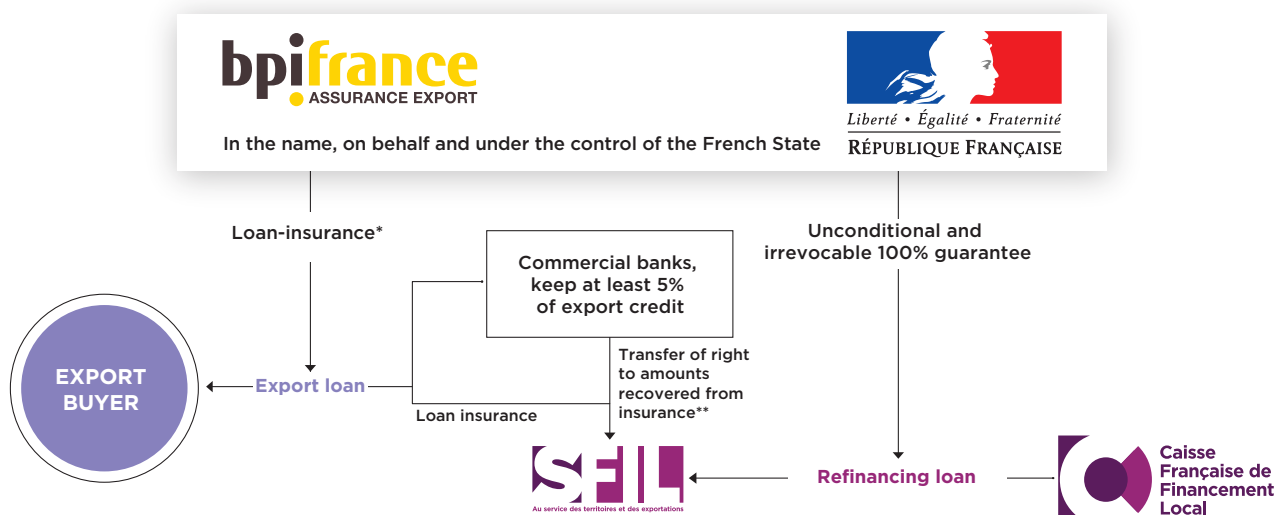 bpifrance
ASSURANCE EXPORT
In the name, on behalf and under the control of the French State
Liberté • Égalité • Fraternité
RÉPUBLIQUE FRANÇAISE
Loan-insurance*
Unconditional and
irrevocable 100% guarantee
Commercial banks,
keep at least 5%
of export credit
Transfer of right
to amounts
recovered from
insurance**
EXPORT
BUYER
Export loan
Loan insurance
SFIL
Au service des territoires et des exportations
Refinancing loan
Caisse
Française de
Financement
Local